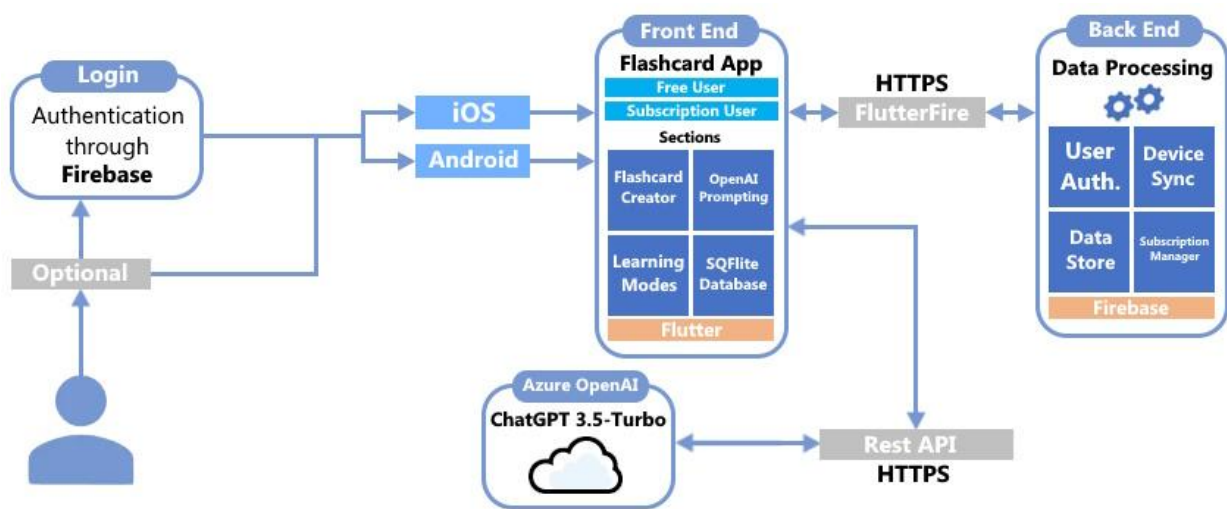 Login
Authentication
through
Firebase
Optional
iOS
Android
Front End
Flashcard App
Free User
Subscription User
Sections
Flashcard
Creator
OpenAI
Prompting
Learning
Modes
SQFlite
Database
Flutter
HTTPS
FlutterFire
Back End
Data Processing
User
Auth.
Device
Sync
Data
Store
Subscription
Manager
Firebase
Azure OpenAI
ChatGPT 3.5-Turbo
Rest API
HTTPS